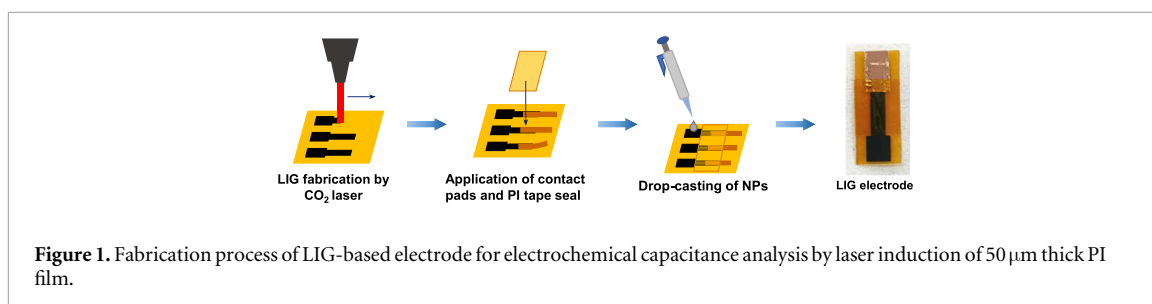 LIG fabrication by
CO₂ laser
Application of contact
pads and PI tape seal
Drop-casting of NPs
LIG electrode
Figure 1. Fabrication process of LIG-based electrode for electrochemical capacitance analysis by laser induction of 50 μm thick PI
film.